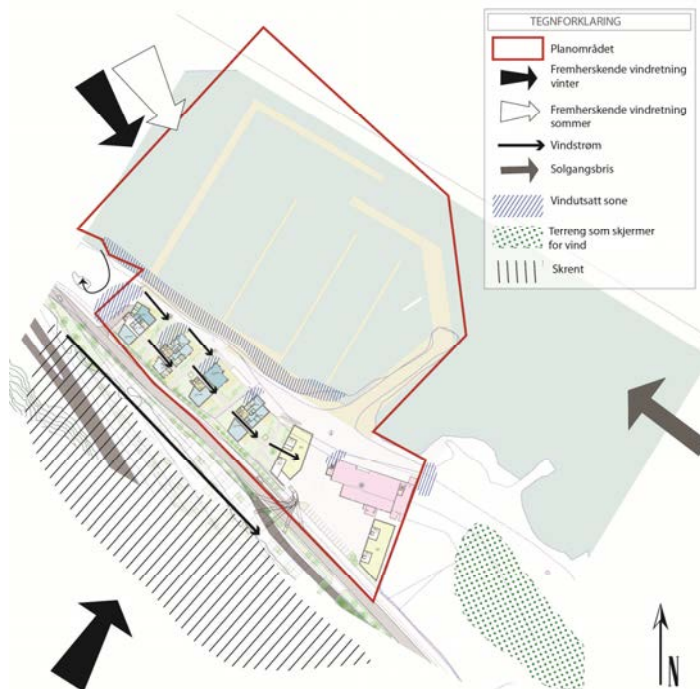 TEGNFORKLARING
Planområdet
Fremherskende vindretning
vinter
Fremherskende vindretning
sommer
Vindstrøm
Solgangsbris
Vindutsatt sone
Terreng som skjermer
for vind
Skrent
N